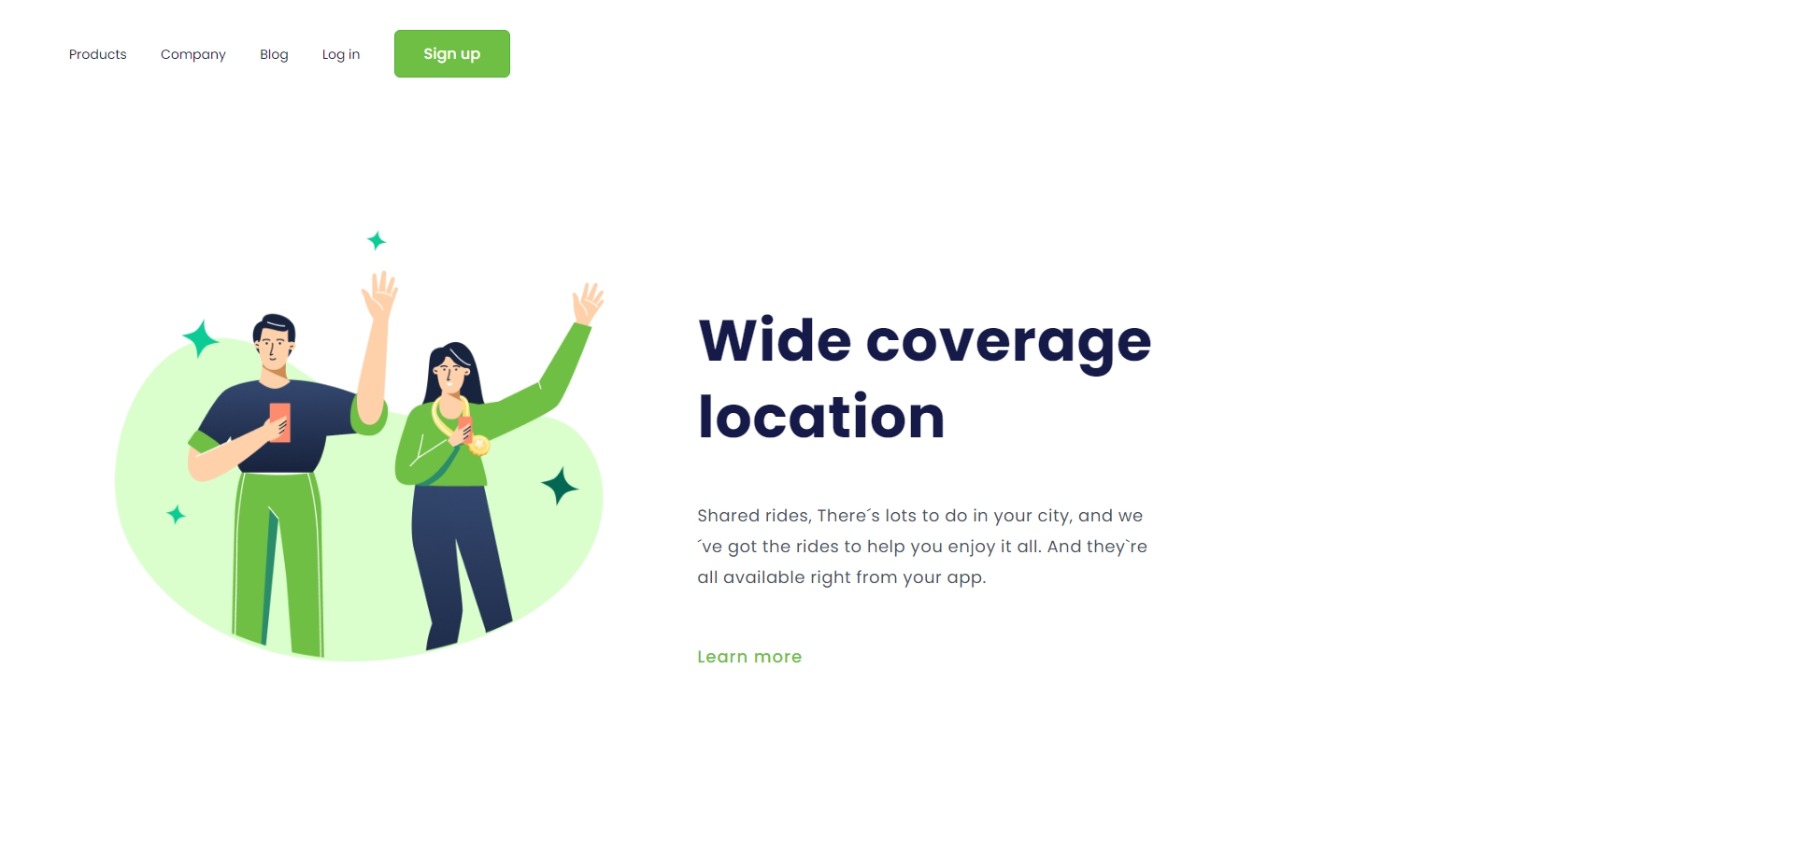 Products Company Blog Log in Sign up
Wide coverage
location
Shared rides, There´s lots to do in your city, and we
´ve got the rides to help you enjoy it all. And they`re
all available right from your app.
Learn more